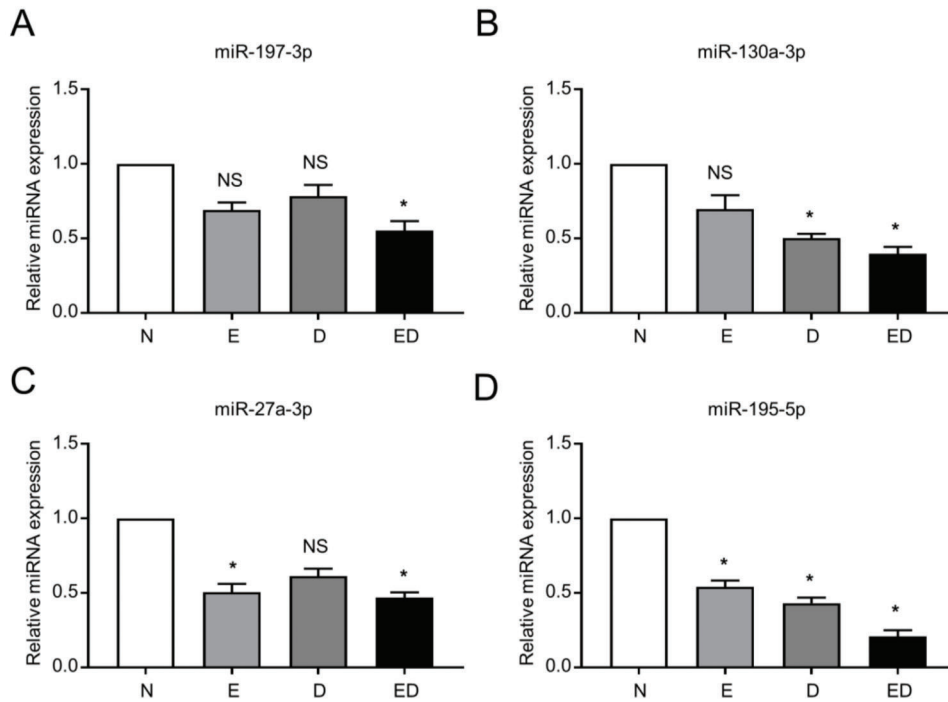 A
miR-197-3p
Relative miRNA expression
1.5
1.0
0.5
0.0
NS
NS
*
N E D ED
B
miR-130a-3p
Relative miRNA expression
1.5
1.0
0.5
0.0
NS
*
*
N E D ED
C
miR-27a-3p
Relative miRNA expression
1.5
1.0
0.5
0.0
*
NS
*
N E D ED
D
miR-195-5p
Relative miRNA expression
1.5
1.0
0.5
0.0
*
*
*
N E D ED